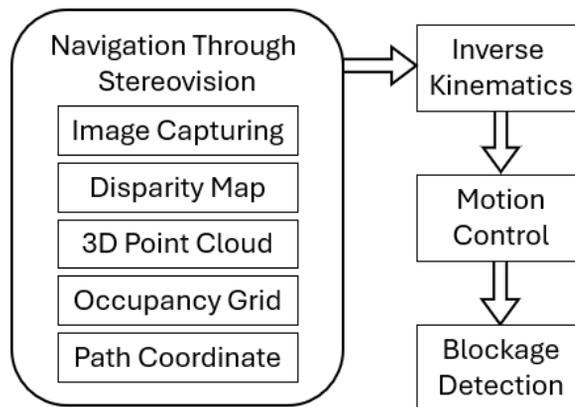 Navigation Through
Stereovision
Image Capturing
Disparity Map
3D Point Cloud
Occupancy Grid
Path Coordinate
Inverse
Kinematics
Motion
Control
Blockage
Detection